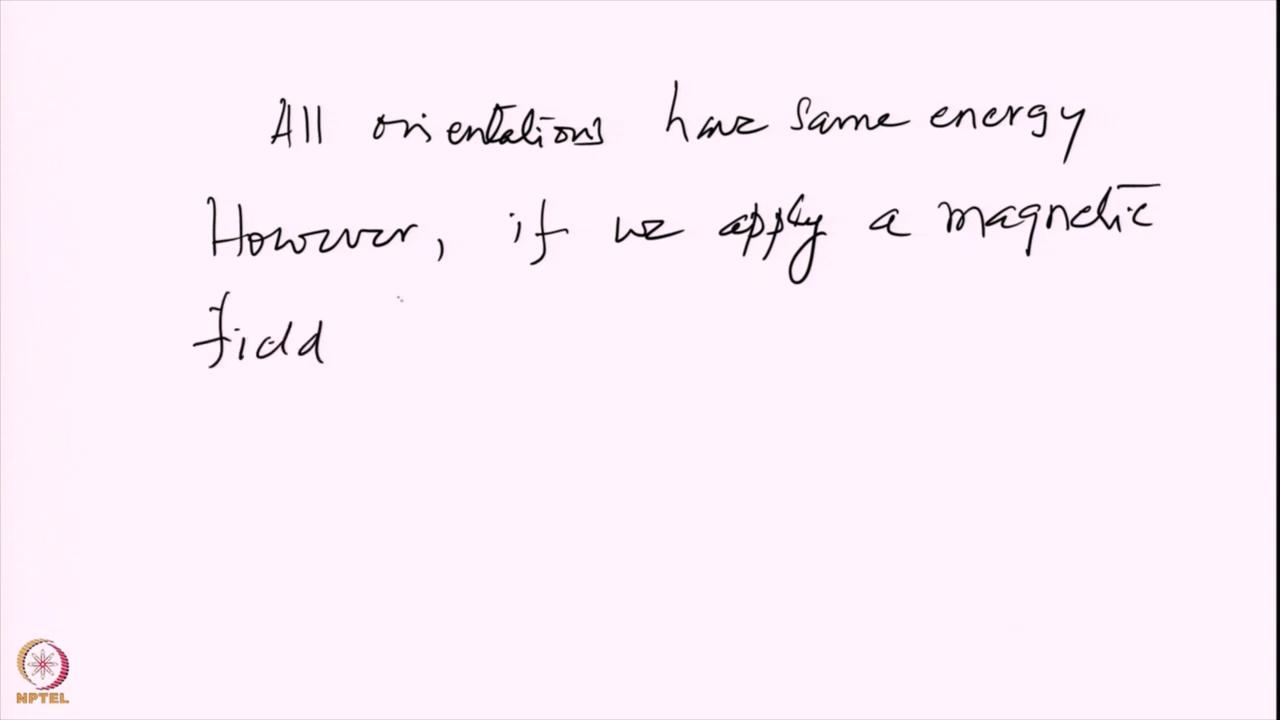 All orientations have same energy
However, if we apply a magnetic
field
NPTEL